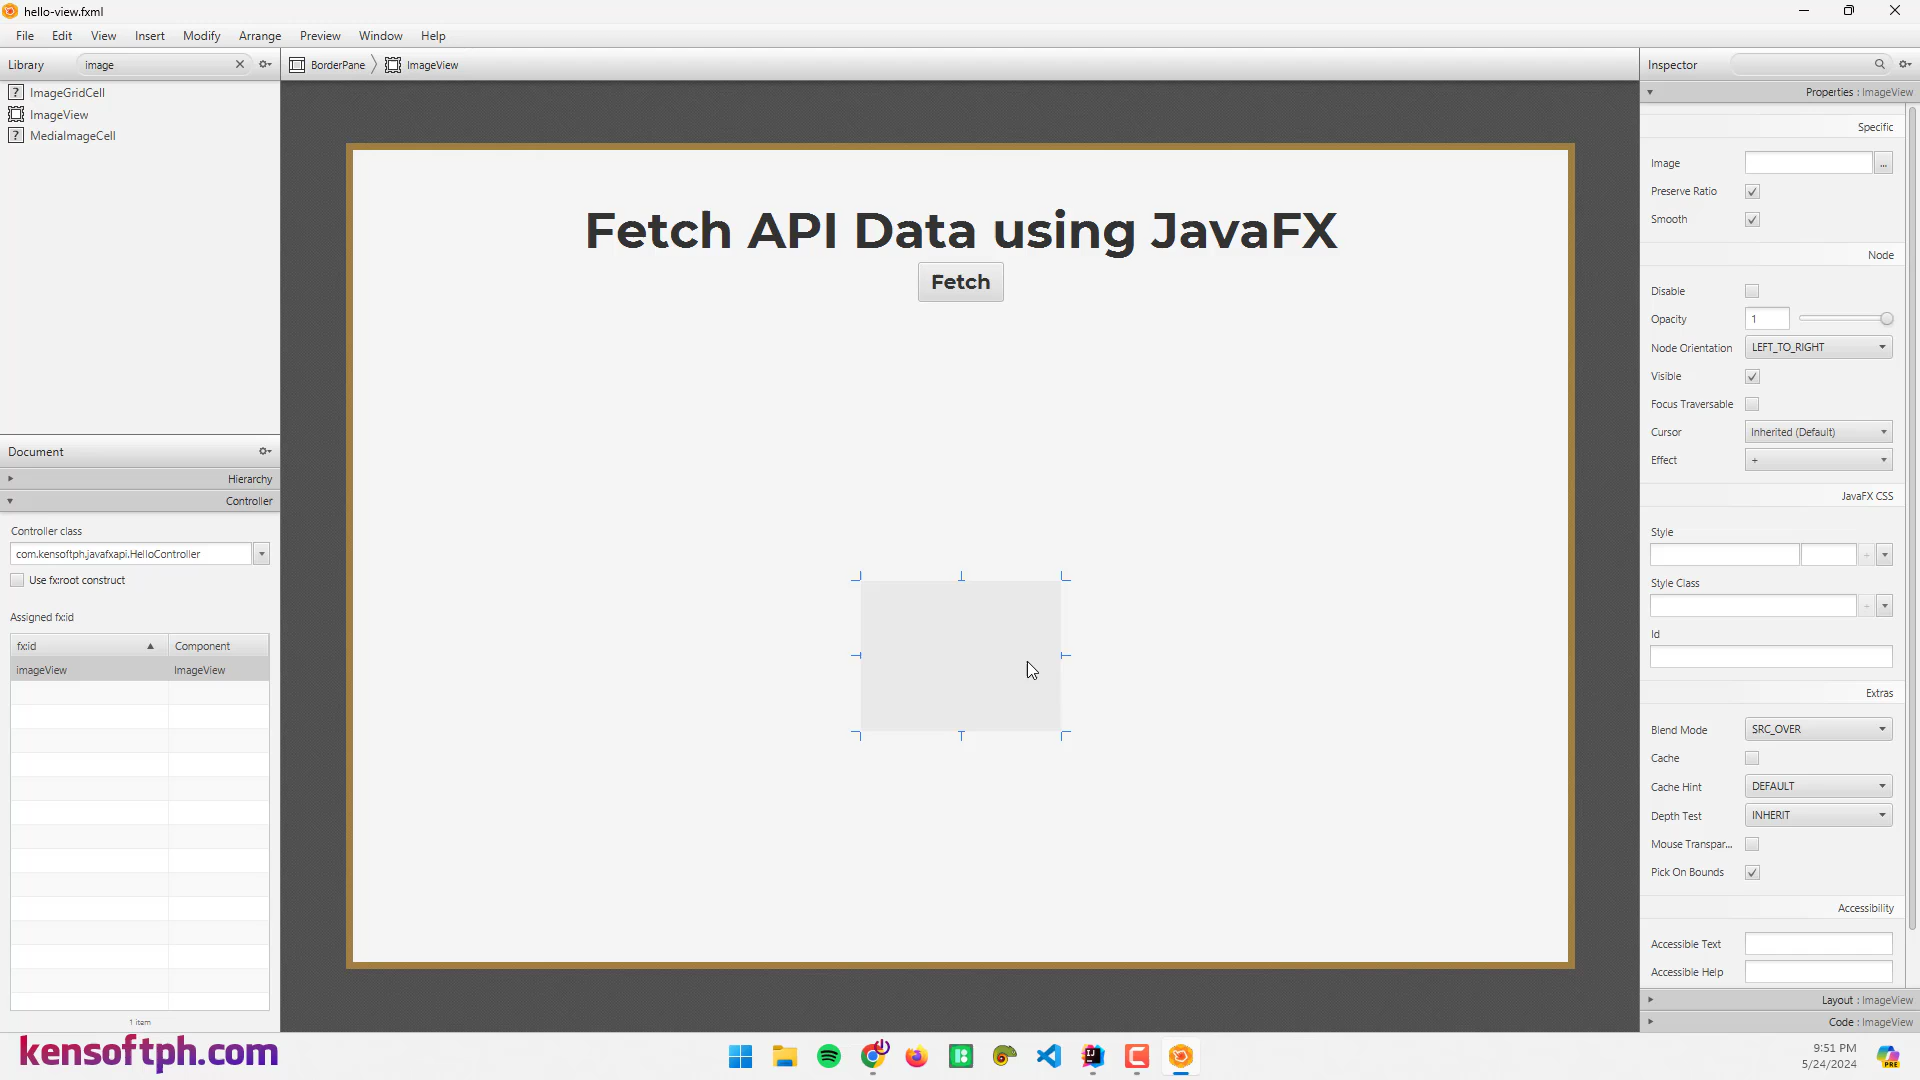 hello-view.fxml
File Edit View Insert Modify Arrange Preview Window Help
Library image
BorderPane ImageView
Inspector
ImageGridCell
ImageView
MediaImageCell
Properties : ImageView
Specific
Image ...
Preserve Ratio
Smooth
Node
Disable
Opacity 1
Node Orientation LEFT_TO_RIGHT
Visible
Focus Traversable
Cursor Inherited (Default)
Effect +
JavaFX CSS
Style
+
Style Class
+
Id
Extras
Blend Mode SRC_OVER
Cache
Cache Hint DEFAULT
Depth Test INHERIT
Mouse Transpar...
Pick On Bounds
Accessibility
Accessible Text
Accessible Help
Layout : ImageView
Code : ImageView
Fetch API Data using JavaFX
Fetch
Document
Hierarchy
Controller
Controller class
com.kensoftph.javafxapi.HelloController
Use fx:root construct
Assigned fx:id
fx:id Component
imageView ImageView
1 item
kensoftph.com
9:51 PM
5/24/2024
PRE